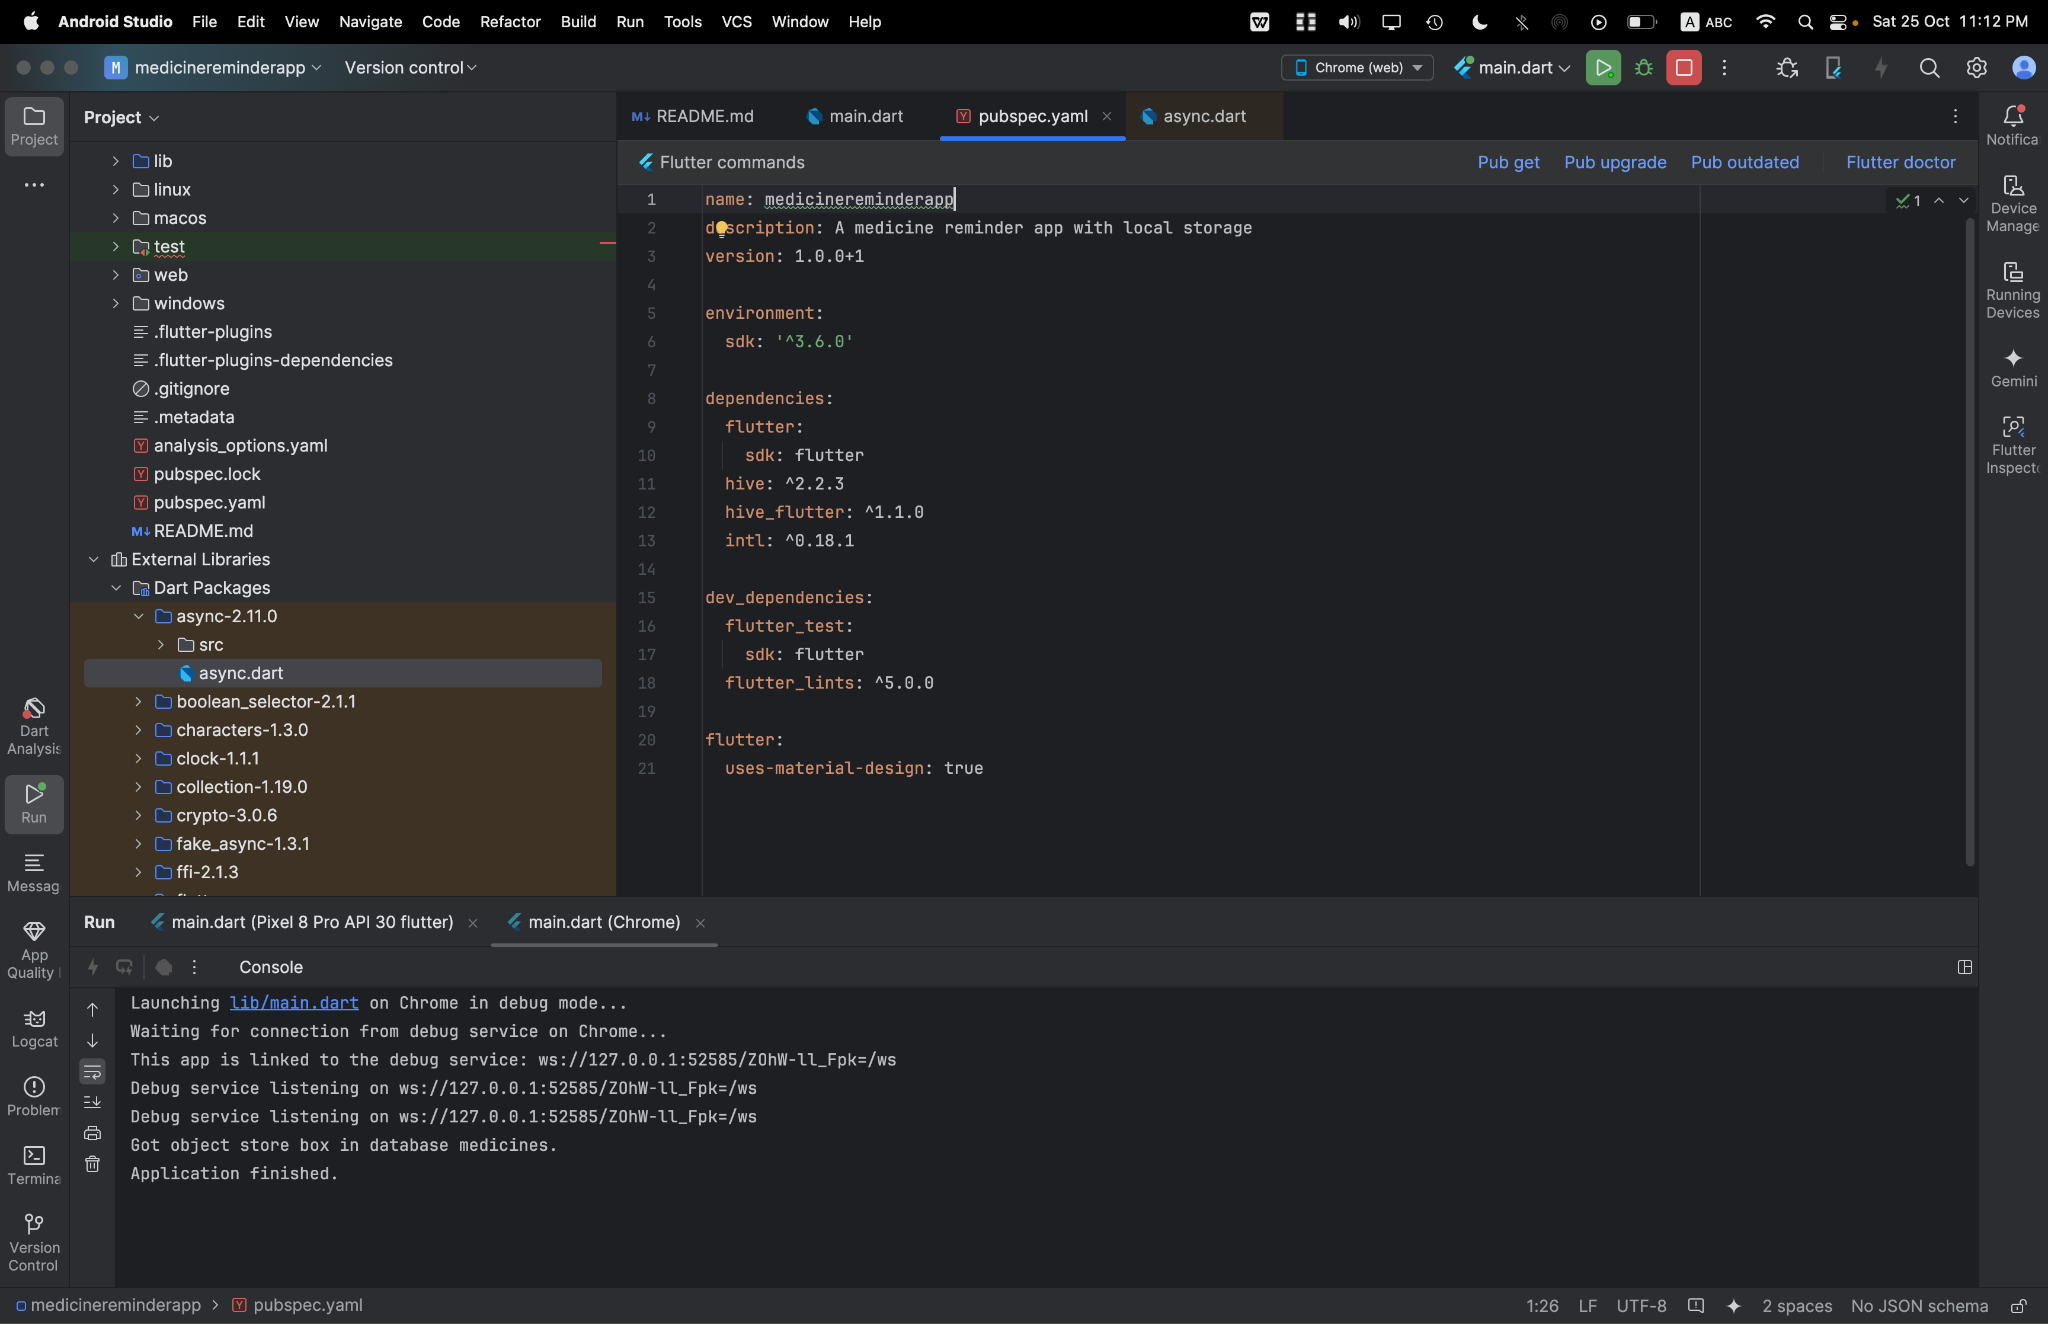 Android Studio File Edit View Navigate Code Refactor Build Run Tools VCS Window Help A ABC Sat 25 Oct 11:12 PM
M medicinereminderapp Version control Chrome (web) main.dart
Project
Project
Notifica
Device
Manage
Running
Devices
Gemini
Flutter
Inspect
lib
linux
macos
test
web
windows
.flutter-plugins
.flutter-plugins-dependencies
.gitignore
.metadata
analysis_options.yaml
pubspec.lock
pubspec.yaml
README.md
External Libraries
Dart Packages
async-2.11.0
src
async.dart
boolean_selector-2.1.1
characters-1.3.0
clock-1.1.1
collection-1.19.0
crypto-3.0.6
fake_async-1.3.1
ffi-2.1.3
README.md main.dart pubspec.yaml async.dart
Flutter commands Pub get Pub upgrade Pub outdated Flutter doctor
1 name: medicinereminderapp 1
2 description: A medicine reminder app with local storage
3 version: 1.0.0+1
4
5 environment:
6 sdk: '^3.6.0'
7
8 dependencies:
9 flutter:
10 sdk: flutter
11 hive: ^2.2.3
12 hive_flutter: ^1.1.0
13 intl: ^0.18.1
14
15 dev_dependencies:
16 flutter_test:
17 sdk: flutter
18 flutter_lints: ^5.0.0
19
20 flutter:
21 uses-material-design: true
Dart
Analysis
Run
Messag
App
Quality
Logcat
Problem
Termina
Version
Control
Run main.dart (Pixel 8 Pro API 30 flutter) main.dart (Chrome)
Console
Launching lib/main.dart on Chrome in debug mode...
Waiting for connection from debug service on Chrome...
This app is linked to the debug service: ws://127.0.0.1:52585/ZOhW-ll_Fpk=/ws
Debug service listening on ws://127.0.0.1:52585/ZOhW-ll_Fpk=/ws
Debug service listening on ws://127.0.0.1:52585/ZOhW-ll_Fpk=/ws
Got object store box in database medicines.
Application finished.
medicinereminderapp > pubspec.yaml 1:26 LF UTF-8 2 spaces No JSON schema